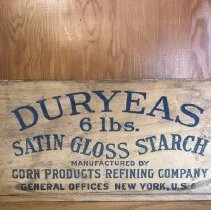 DURYEAS
6 lbs.
SATIN GLOSS STARCH
MANUFACTURED BY
CORN PRODUCTS REFINING COMPANY
GENERAL OFFICES NEW YORK, U.S.A.